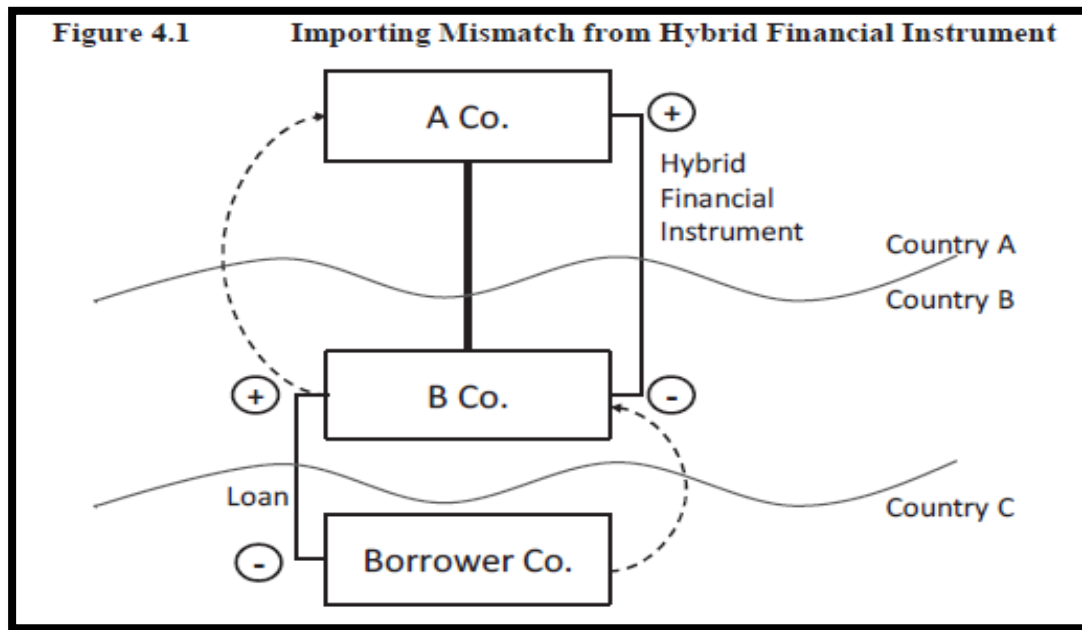 Figure 4.1 Importing Mismatch from Hybrid Financial Instrument
A Co.
+
Hybrid
Financial
Instrument
Country A
Country B
+
B Co.
-
Loan
Country C
-
Borrower Co.